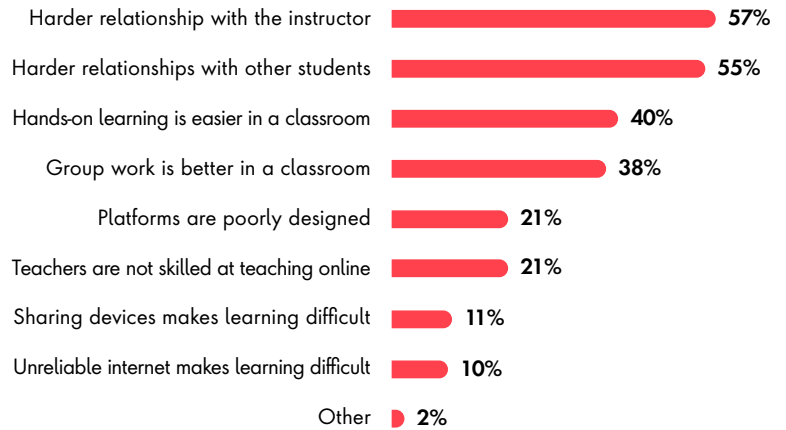 Harder relationship with the instructor 57%
Harder relationships with other students 55%
Hands-on learning is easier in a classroom 40%
Group work is better in a classroom 38%
Platforms are poorly designed 21%
Teachers are not skilled at teaching online 21%
Sharing devices makes learning difficult 11%
Unreliable internet makes learning difficult 10%
Other 2%